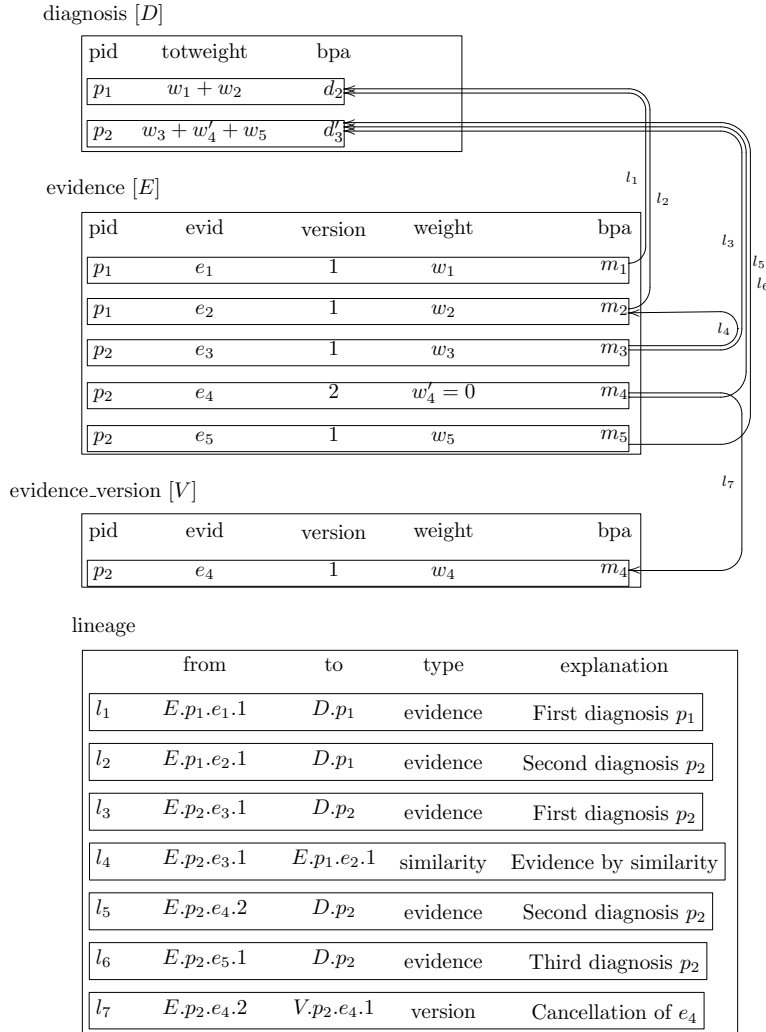 diagnosis [D]
pid totweight bpa
p₁ w₁ + w₂ d₂
p₂ w₃ + w₄′ + w₅ d₃′
evidence [E]
pid evid version weight bpa
p₁ e₁ 1 w₁ m₁
p₁ e₂ 1 w₂ m₂
p₂ e₃ 1 w₃ m₃
p₂ e₄ 2 w₄′ = 0 m₄
p₂ e₅ 1 w₅ m₅
l₁
l₂
l₃
l₅
l₆
l₄
l₇
evidence_version [V]
pid evid version weight bpa
p₂ e₄ 1 w₄ m₄
lineage
from to type explanation
l₁ E.p₁.e₁.1 D.p₁ evidence First diagnosis p₁
l₂ E.p₁.e₂.1 D.p₁ evidence Second diagnosis p₂
l₃ E.p₂.e₃.1 D.p₂ evidence First diagnosis p₂
l₄ E.p₂.e₃.1 E.p₁.e₂.1 similarity Evidence by similarity
l₅ E.p₂.e₄.2 D.p₂ evidence Second diagnosis p₂
l₆ E.p₂.e₅.1 D.p₂ evidence Third diagnosis p₂
l₇ E.p₂.e₄.2 V.p₂.e₄.1 version Cancellation of e₄